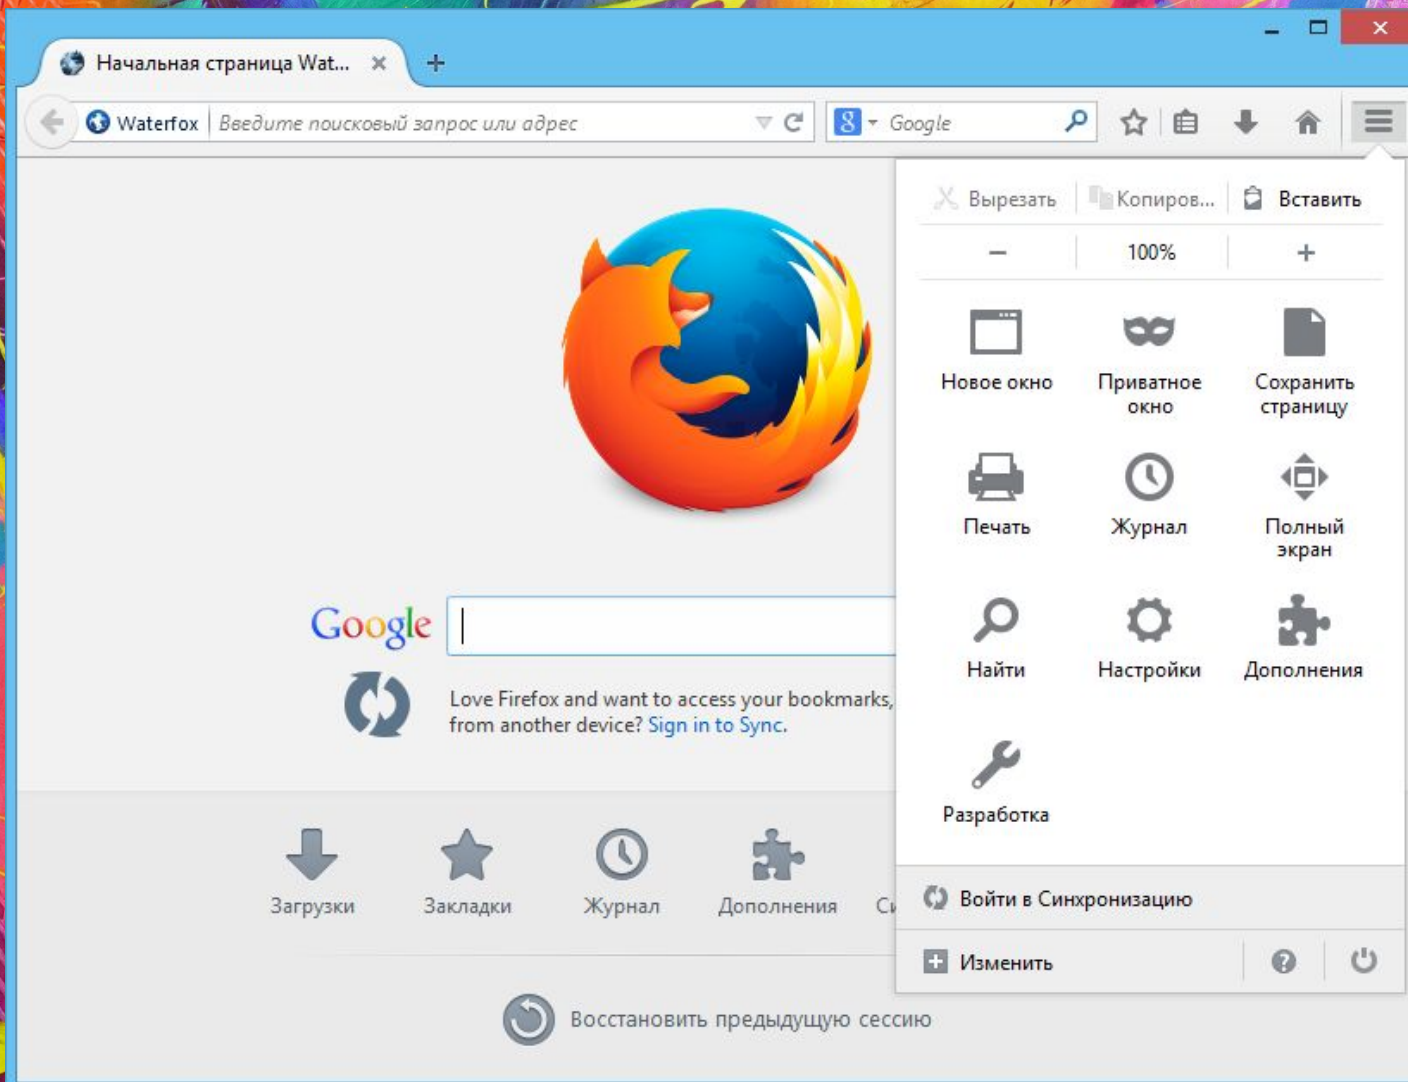 Начальная страница Wat...
Waterfox
Введите поисковый запрос или адрес
8
Google
Вырезать
Копиров...
Вставить
100%
Новое окно
Приватное
окно
Сохранить
страницу
Печать
Журнал
Полный
экран
Google
Найти
Настройки
Дополнения
Love Firefox and want to access your bookmarks,
from another device? Sign in to Sync.
Разработка
Загрузки
Закладки
Журнал
Дополнения
Войти в Синхронизацию
Изменить
Восстановить предыдущую сессию